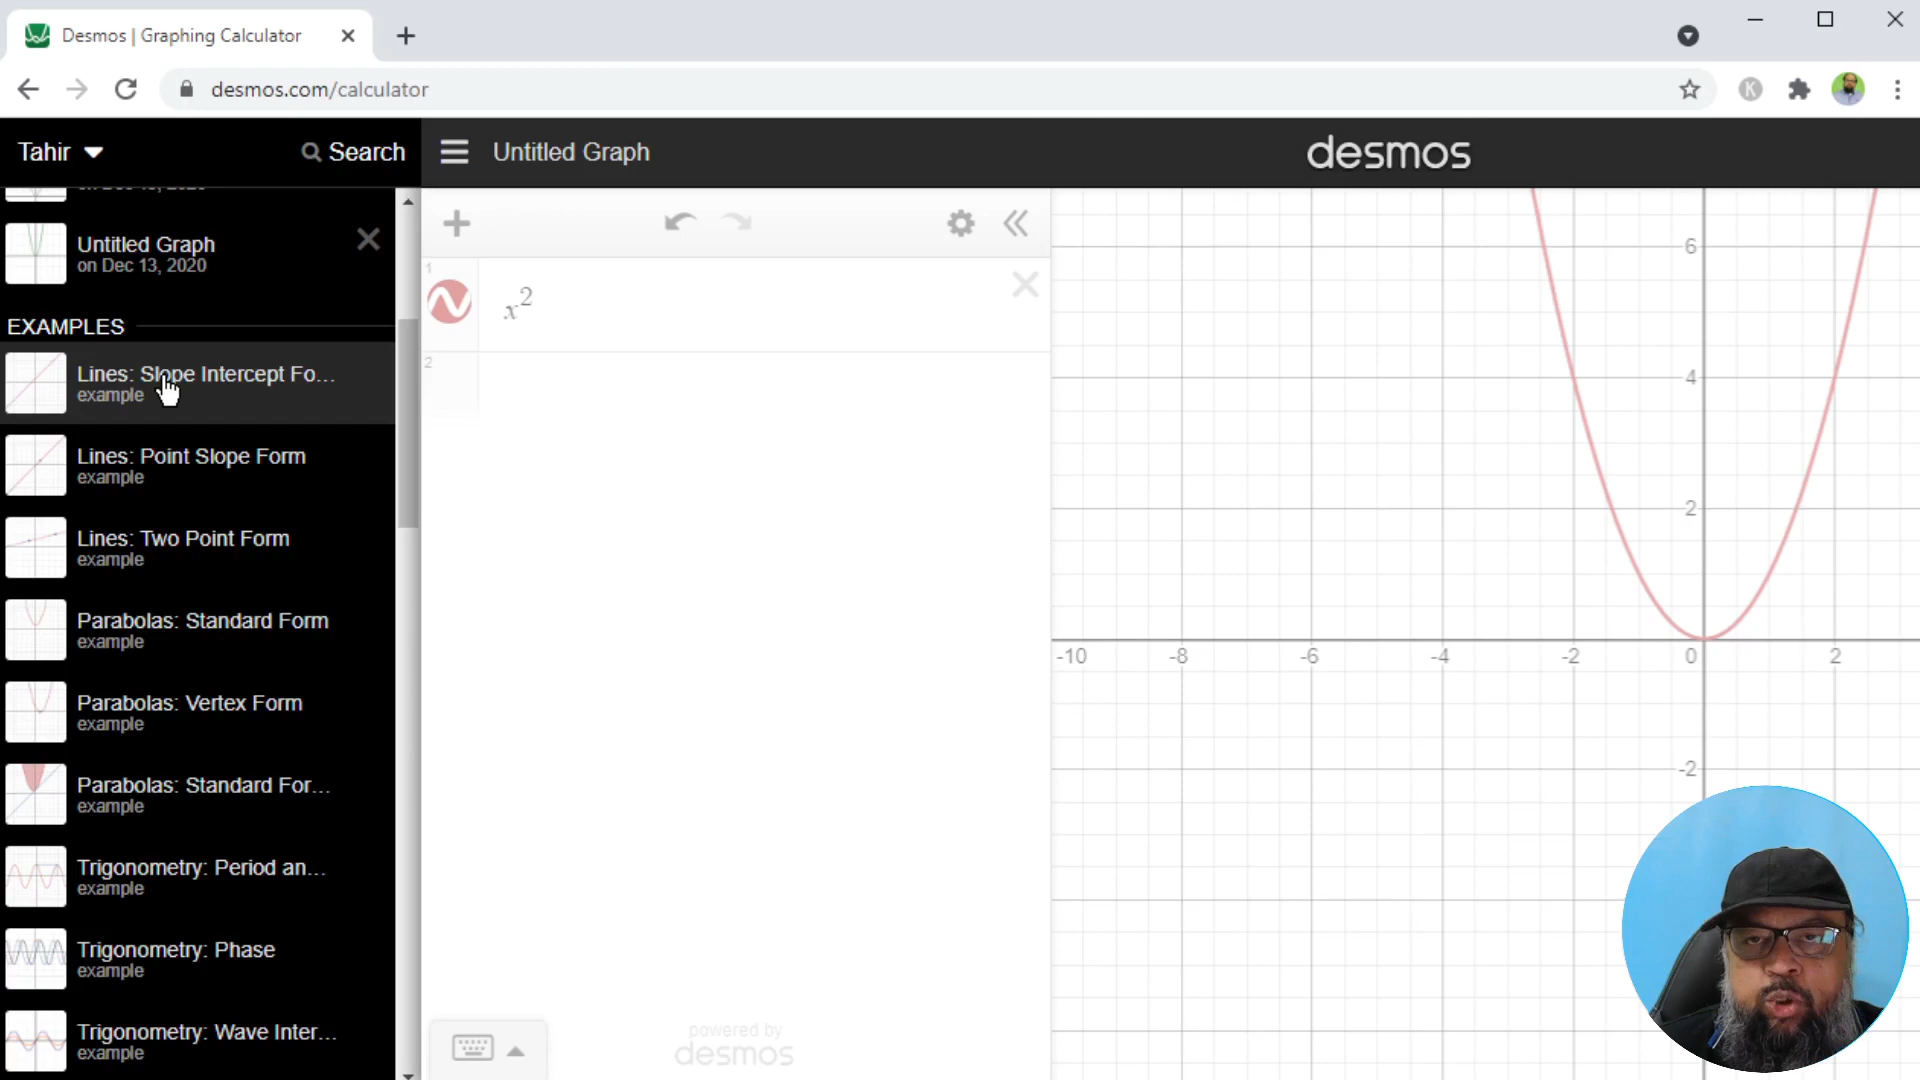 Desmos | Graphing Calculator
desmos.com/calculator
K
Tahir
Search
Untitled Graph
desmos
Untitled Graph
on Dec 13, 2020
EXAMPLES
Lines: Slope Intercept Fo...
example
Lines: Point Slope Form
example
Lines: Two Point Form
example
Parabolas: Standard Form
example
Parabolas: Vertex Form
example
Parabolas: Standard For...
example
Trigonometry: Period an...
example
Trigonometry: Phase
example
Trigonometry: Wave Inter...
example
1
x^2
2
powered by
desmos
6
4
2
-10 -8 -6 -4 -2 0 2
-2